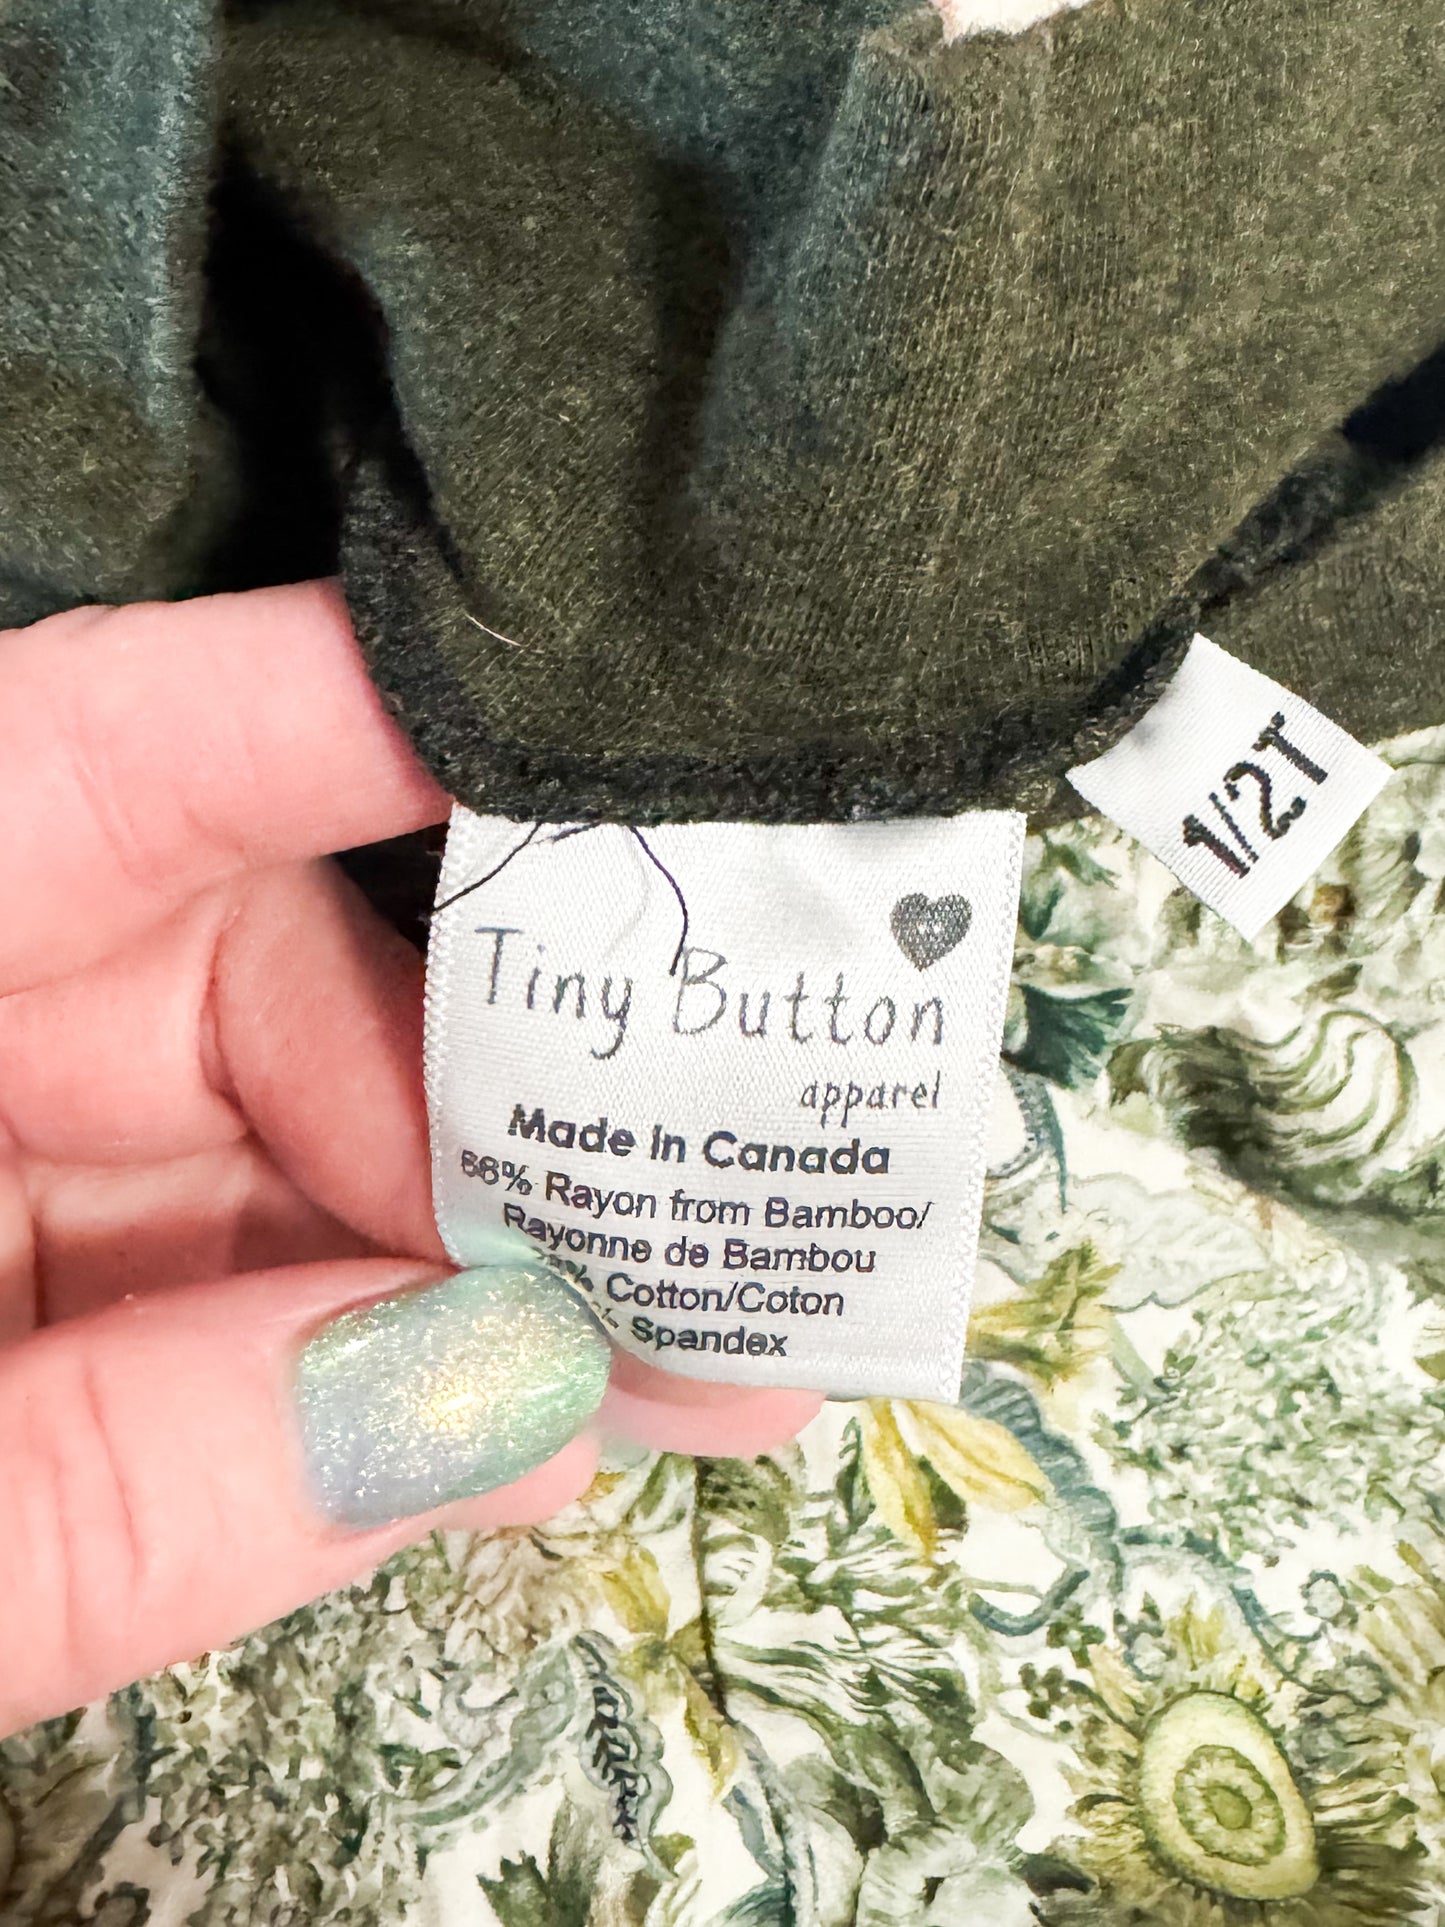 Tiny Button
apparel
Made in Canada
66% Rayon from Bamboo/
Rayonne de Bambou
% Cotton/Coton
% Spandex
1/2T